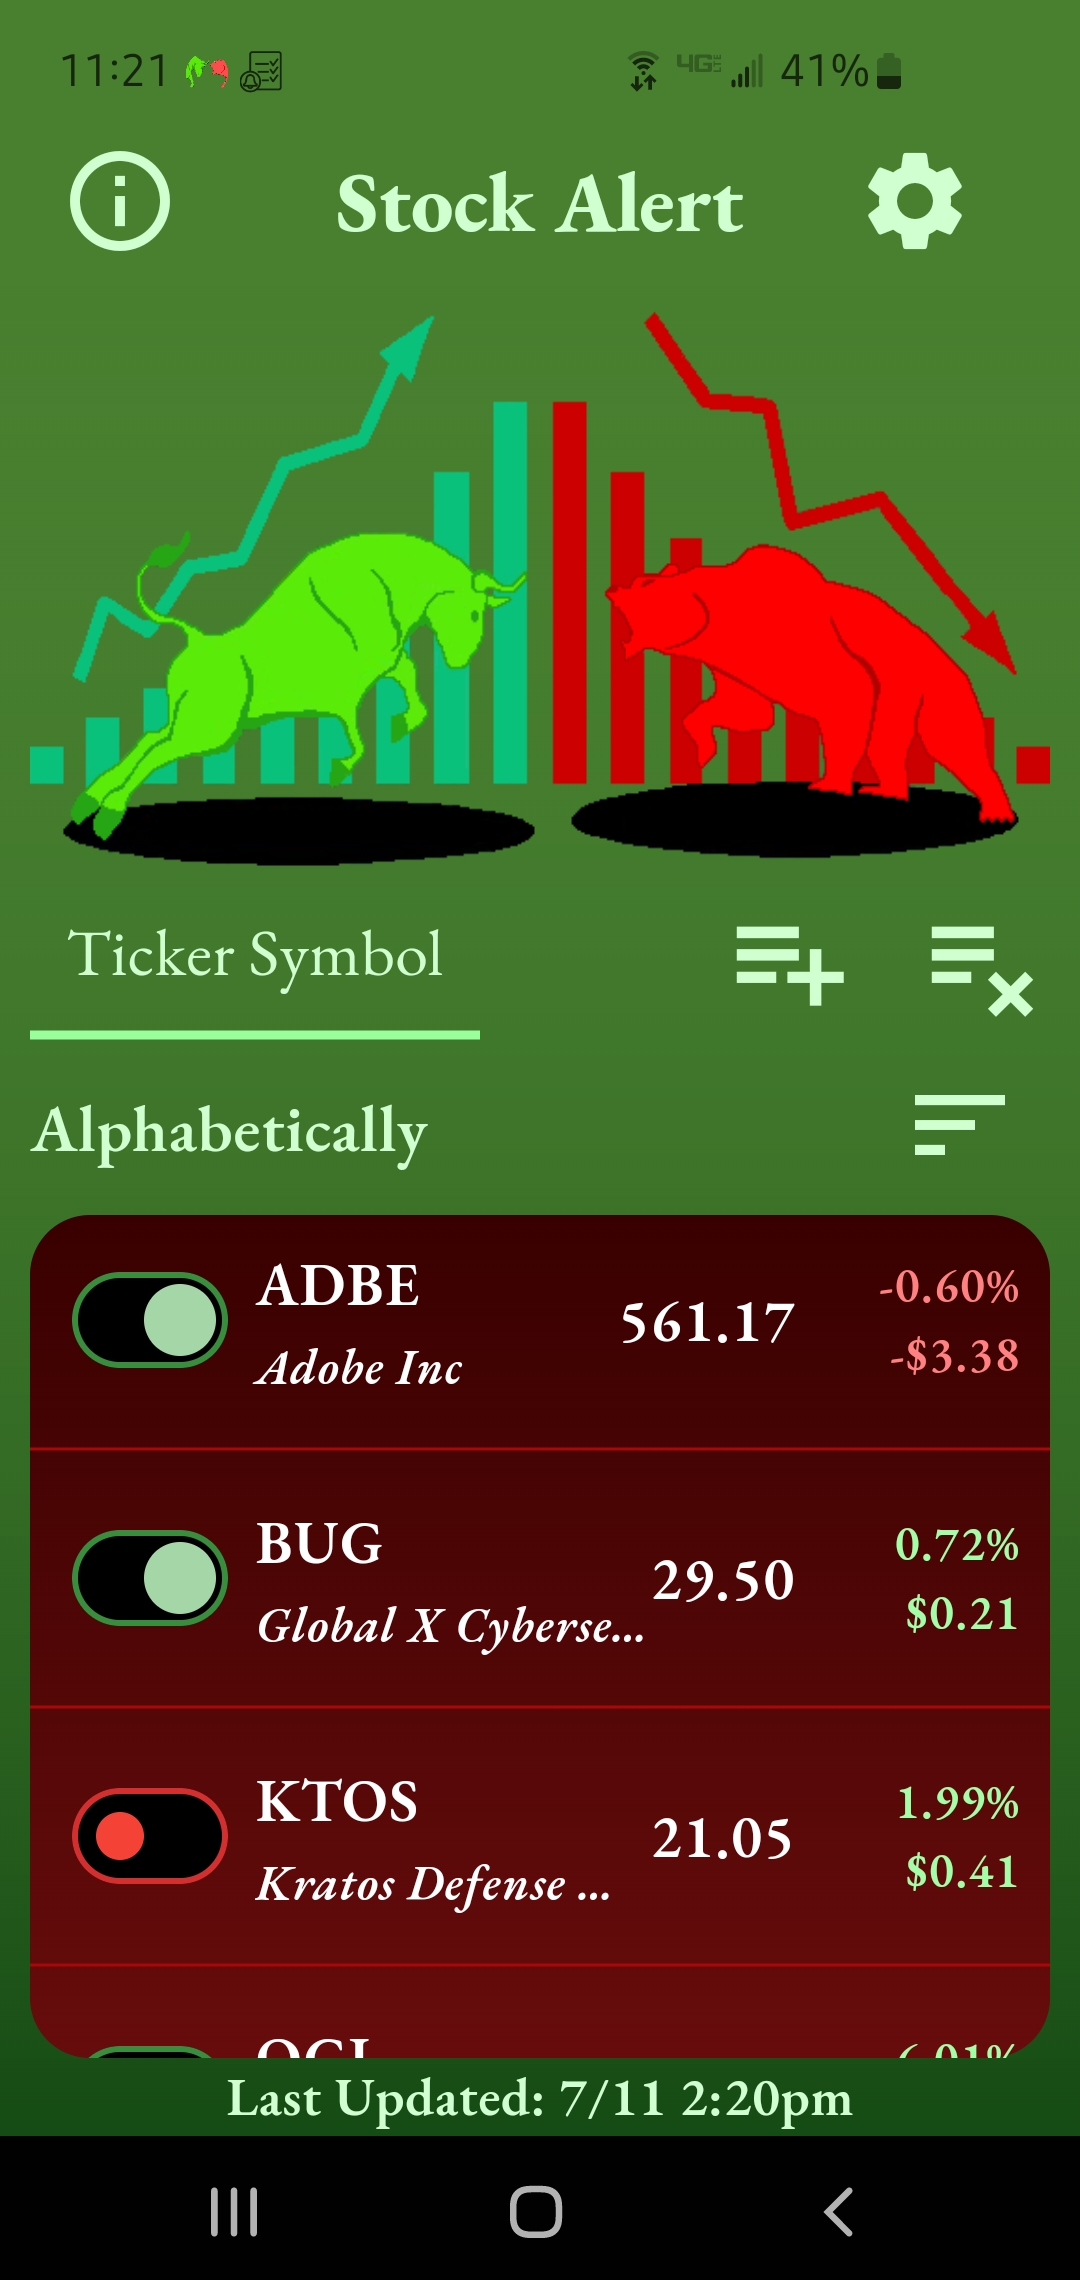 11:21
4GE 41%
Stock Alert
Ticker Symbol
Alphabetically
ADBE
561.17
-0.60%
Adobe Inc
-$3.38
BUG
29.50
0.72%
Global X Cyberse...
$0.21
KTOS
21.05
1.99%
Kratos Defense ...
$0.41
Last Updated: 7/11 2:20pm